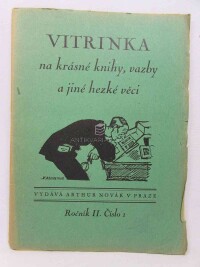 VITRINKA
na krásné knihy, vazby
a jiné hezké věci
VYDÁVÁ ARTHUR NOVÁK V PRAZE
Ročník II. Číslo 1